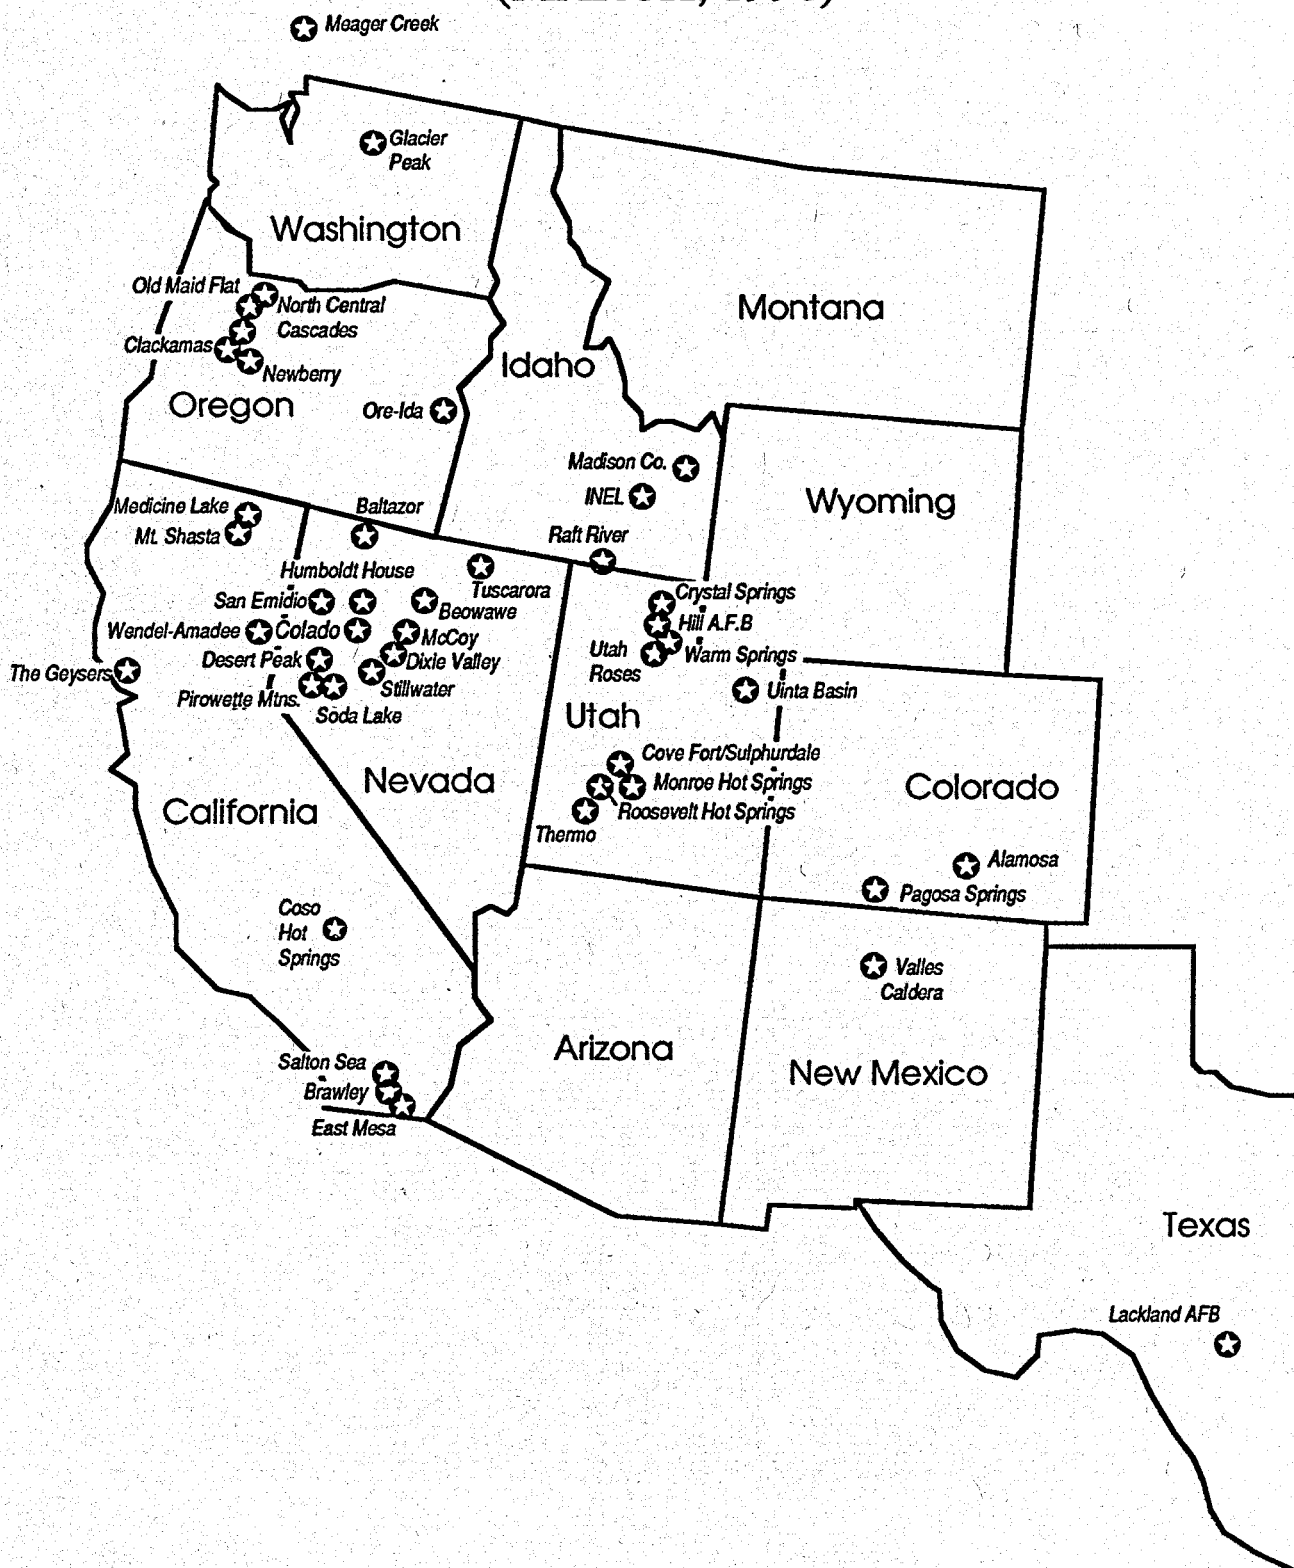 Meager Creek
Glacier
Peak
Washington
Old Maid Flat
North Central
Cascades
Clackamas
Newberry
Oregon
Ore-Ida
Idaho
Montana
Madison Co.
INEL
Raft River
Wyoming
Medicine Lake
Mt. Shasta
Baltazor
Humboldt House
Tuscarora
San Emidio
Beowawe
Wendel-Amadee
Colado
McCoy
Desert Peak
Dixie Valley
The Geysers
Pirowette Mtns.
Stillwater
Soda Lake
Crystal Springs
Hill A.F.B
Utah
Roses
Warm Springs
Uinta Basin
Utah
Nevada
California
Cove Fort/Sulphurdale
Monroe Hot Springs
Roosevelt Hot Springs
Thermo
Colorado
Alamosa
Pagosa Springs
Coso
Hot
Springs
Valles
Caldera
Arizona
New Mexico
Salton Sea
Brawley
East Mesa
Texas
Lackland AFB